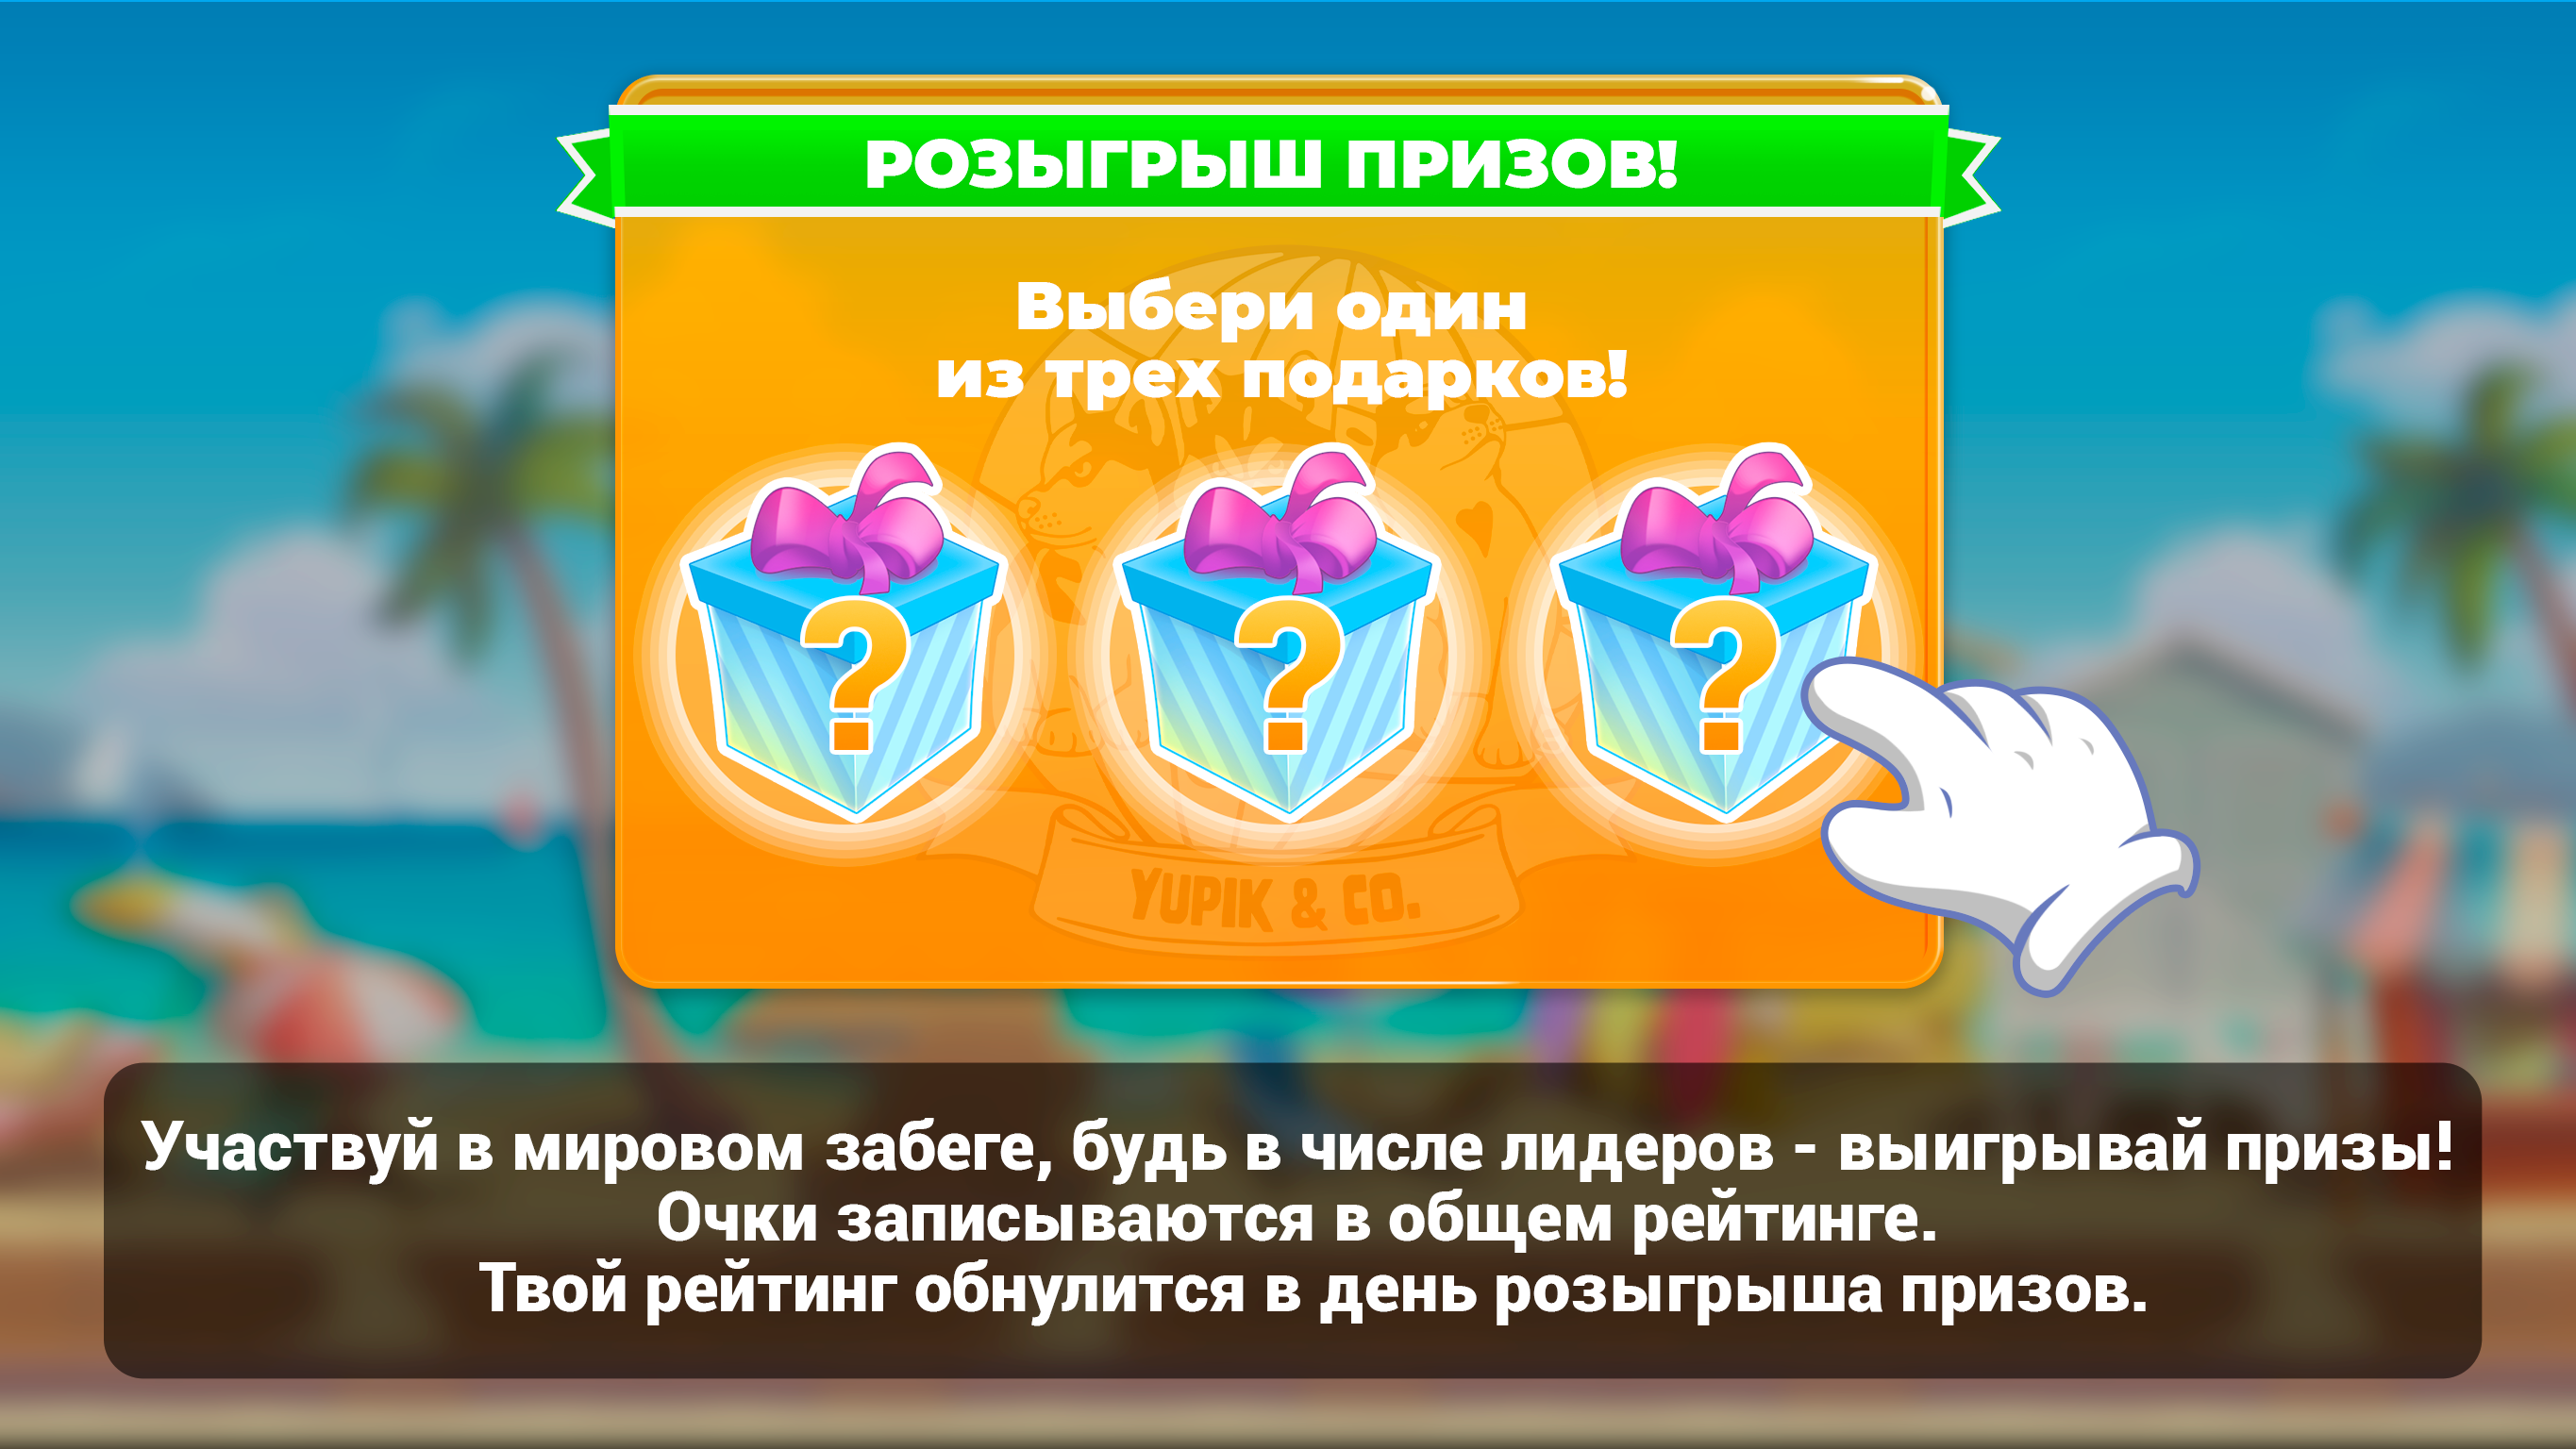 РОЗЫГРЫШ ПРИЗОВ!
Выбери один
из трех подарков!
?
?
?
YUPIK & CO.
Участвуй в мировом забеге, будь в числе лидеров - выигрывай призы!
Очки записываются в общем рейтинге.
Твой рейтинг обнулится в день розыгрыша призов.